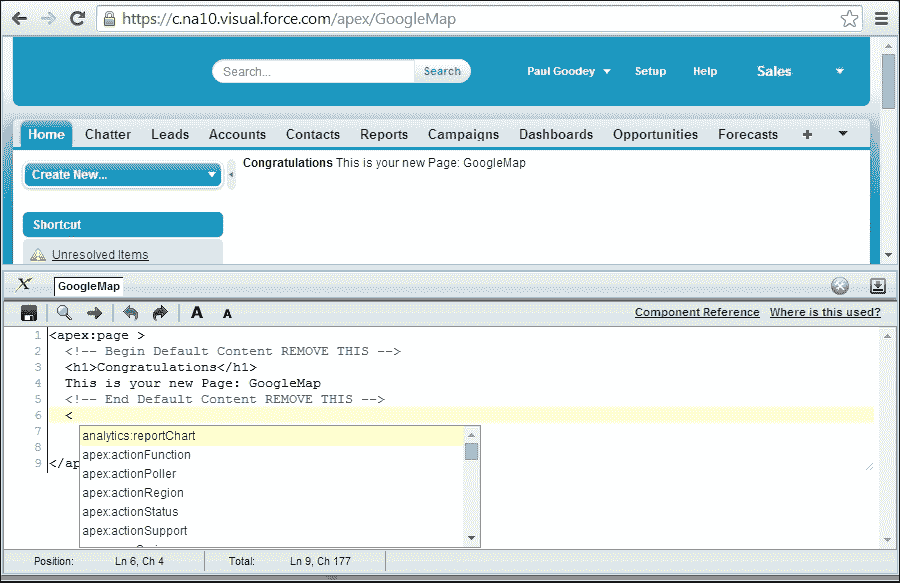 https://c.na10.visual.force.com/apex/GoogleMap
Search... Search Paul Goodey Setup Help Sales
Home Chatter Leads Accounts Contacts Reports Campaigns Dashboards Opportunities Forecasts +
Create New... Congratulations This is your new Page: GoogleMap
Shortcut
Unresolved Items
GoogleMap
A A Component Reference Where is this used?
1 <apex:page >
2 <!-- Begin Default Content REMOVE THIS -->
3 <h1>Congratulations</h1>
4 This is your new Page: GoogleMap
5 <!-- End Default Content REMOVE THIS -->
6 <
7 analytics:reportChart
8 apex:actionFunction
9 </ap apex:actionPoller
apex:actionRegion
apex:actionStatus
apex:actionSupport
Position: Ln 6, Ch 4 Total: Ln 9, Ch 177